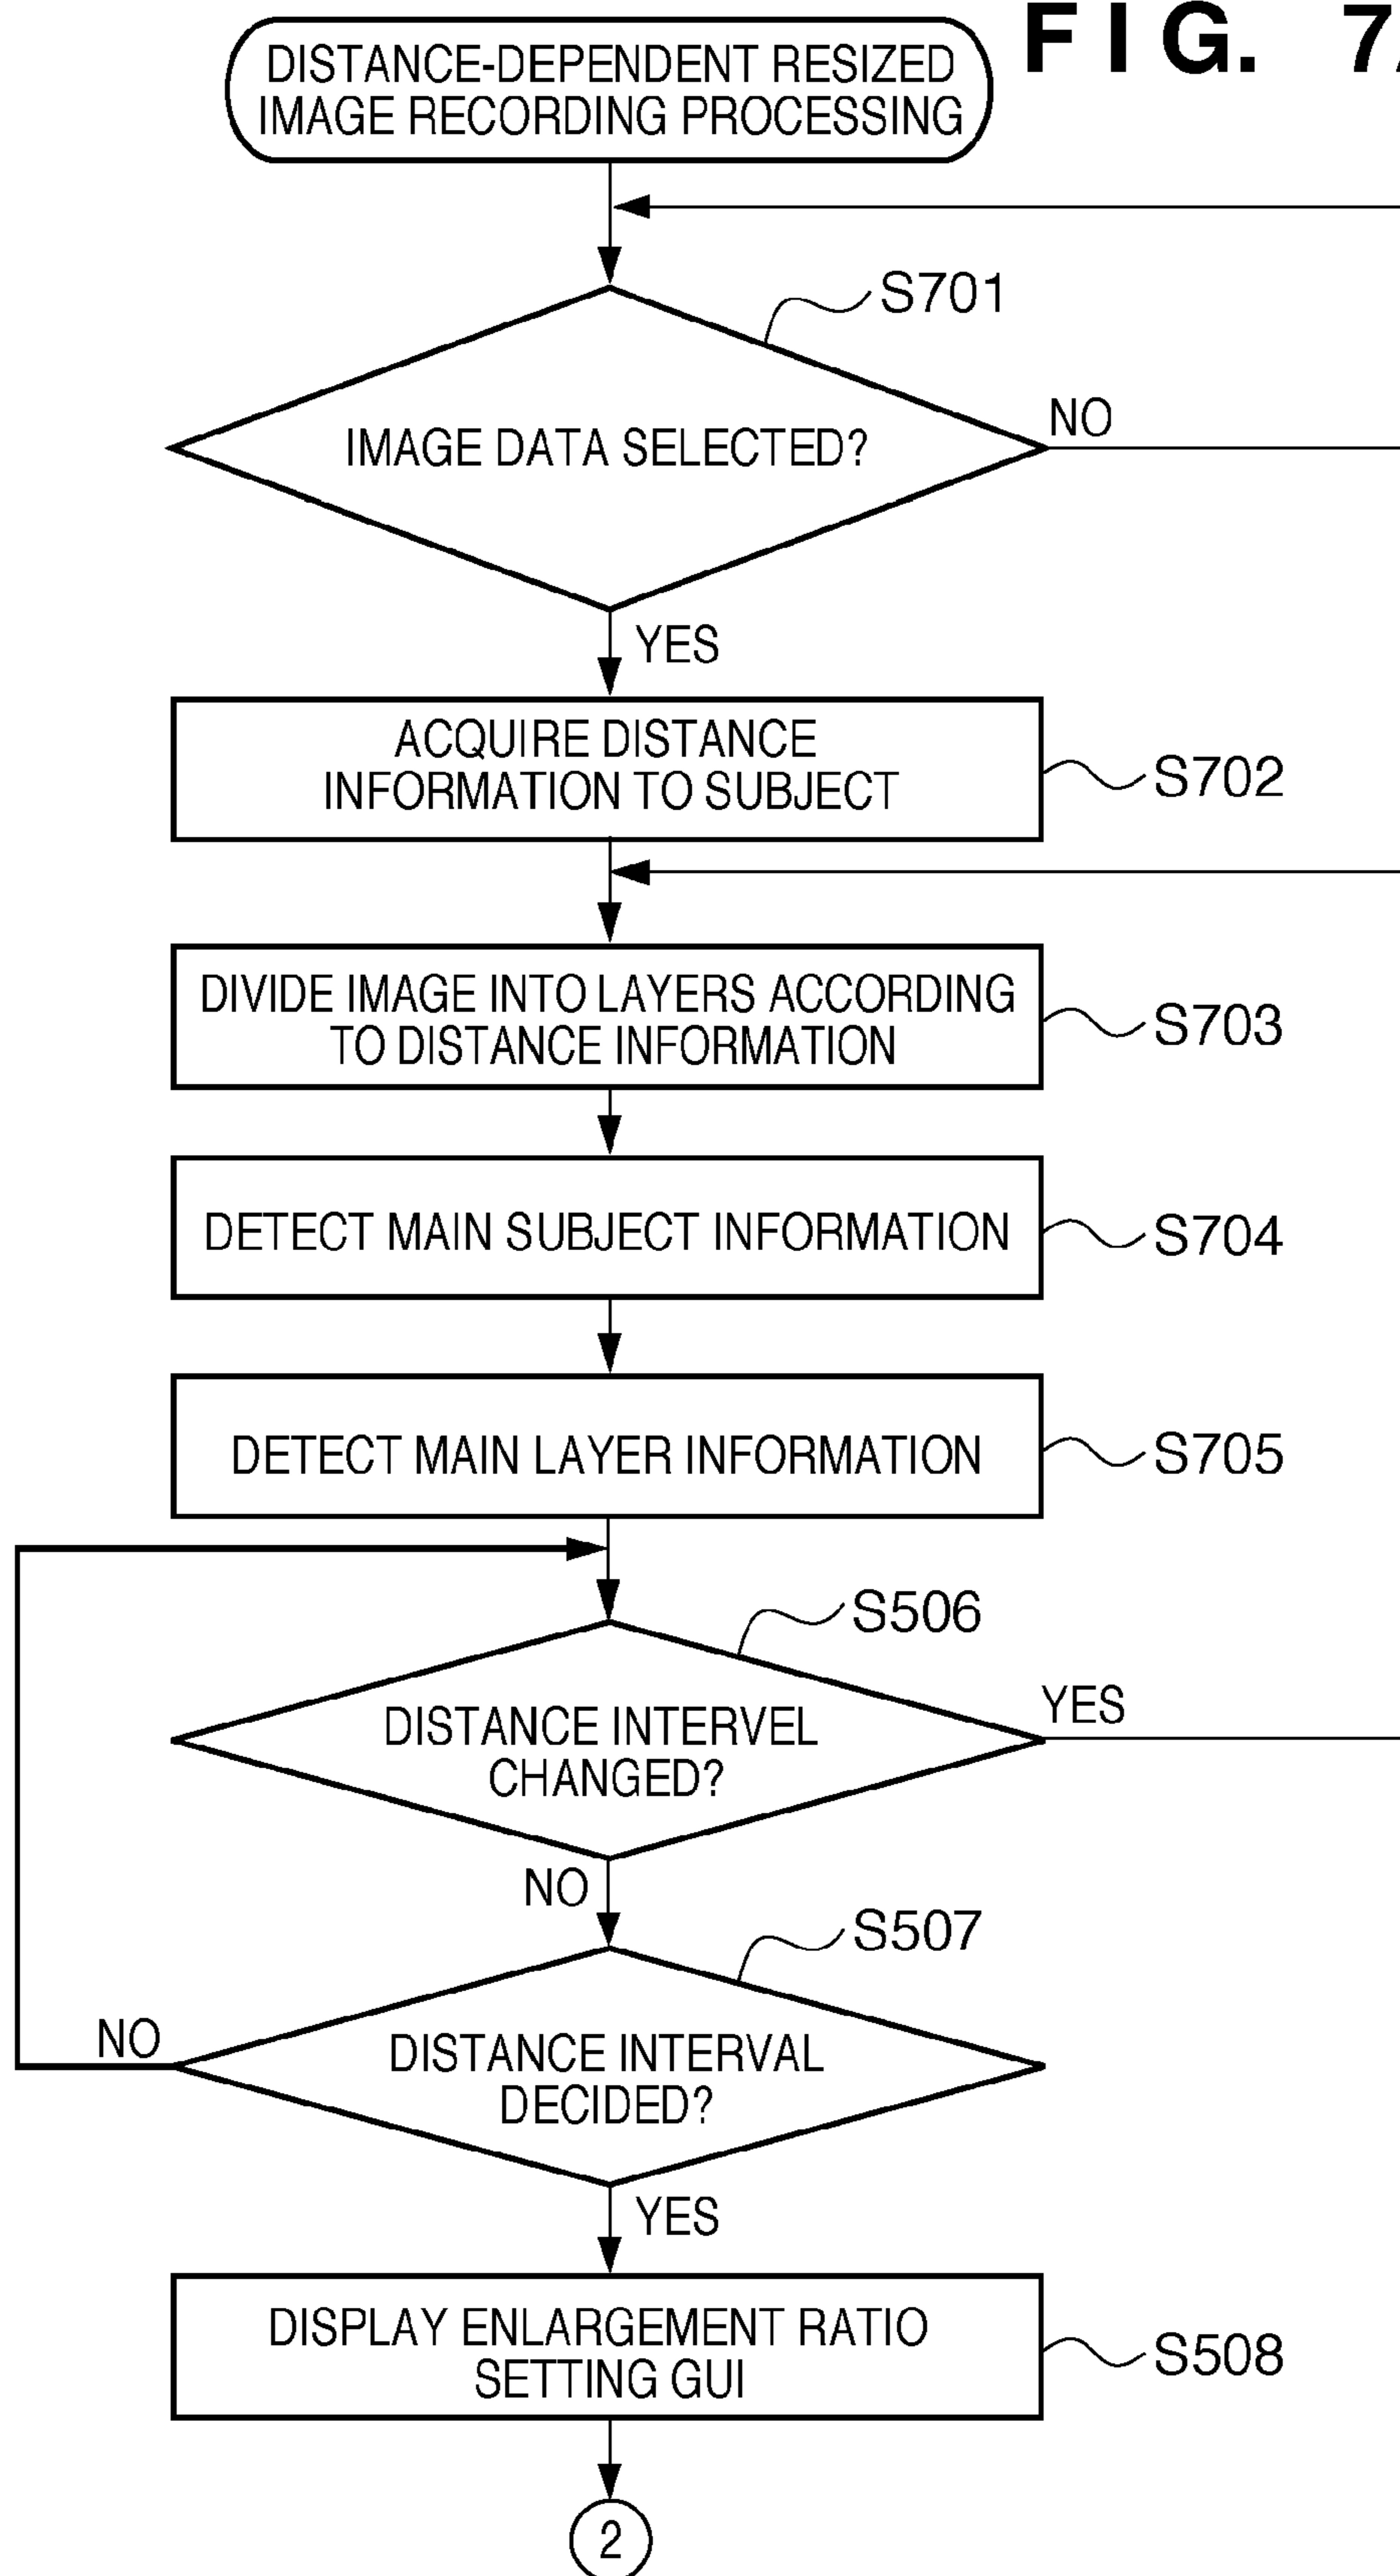 FIG. 7A
DISTANCE-DEPENDENT RESIZED
IMAGE RECORDING PROCESSING
S701
IMAGE DATA SELECTED?
NO
YES
ACQUIRE DISTANCE
INFORMATION TO SUBJECT
S702
DIVIDE IMAGE INTO LAYERS ACCORDING
TO DISTANCE INFORMATION
S703
DETECT MAIN SUBJECT INFORMATION
S704
DETECT MAIN LAYER INFORMATION
S705
S506
DISTANCE INTERVEL
CHANGED?
YES
NO
S507
DISTANCE INTERVAL
DECIDED?
NO
YES
DISPLAY ENLARGEMENT RATIO
SETTING GUI
S508
2